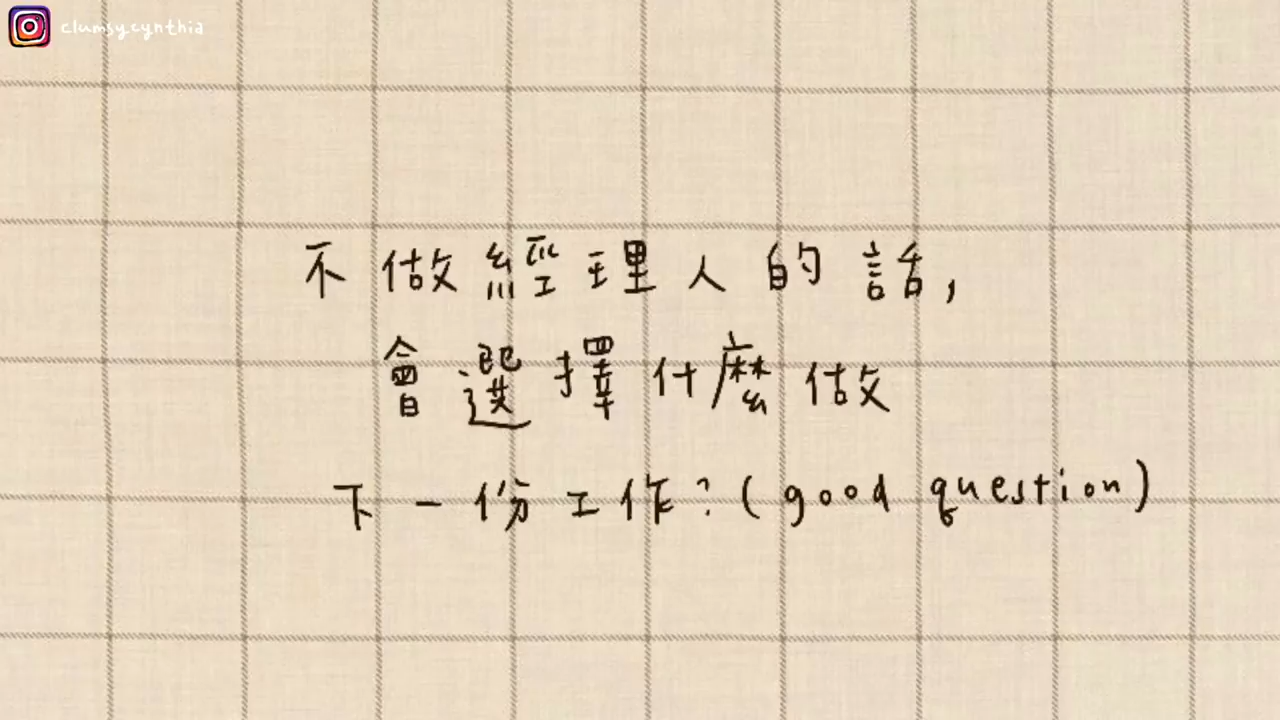 clumsycynthia
不做經理人的話,
會選擇什麼做
下一份工作?(good question)